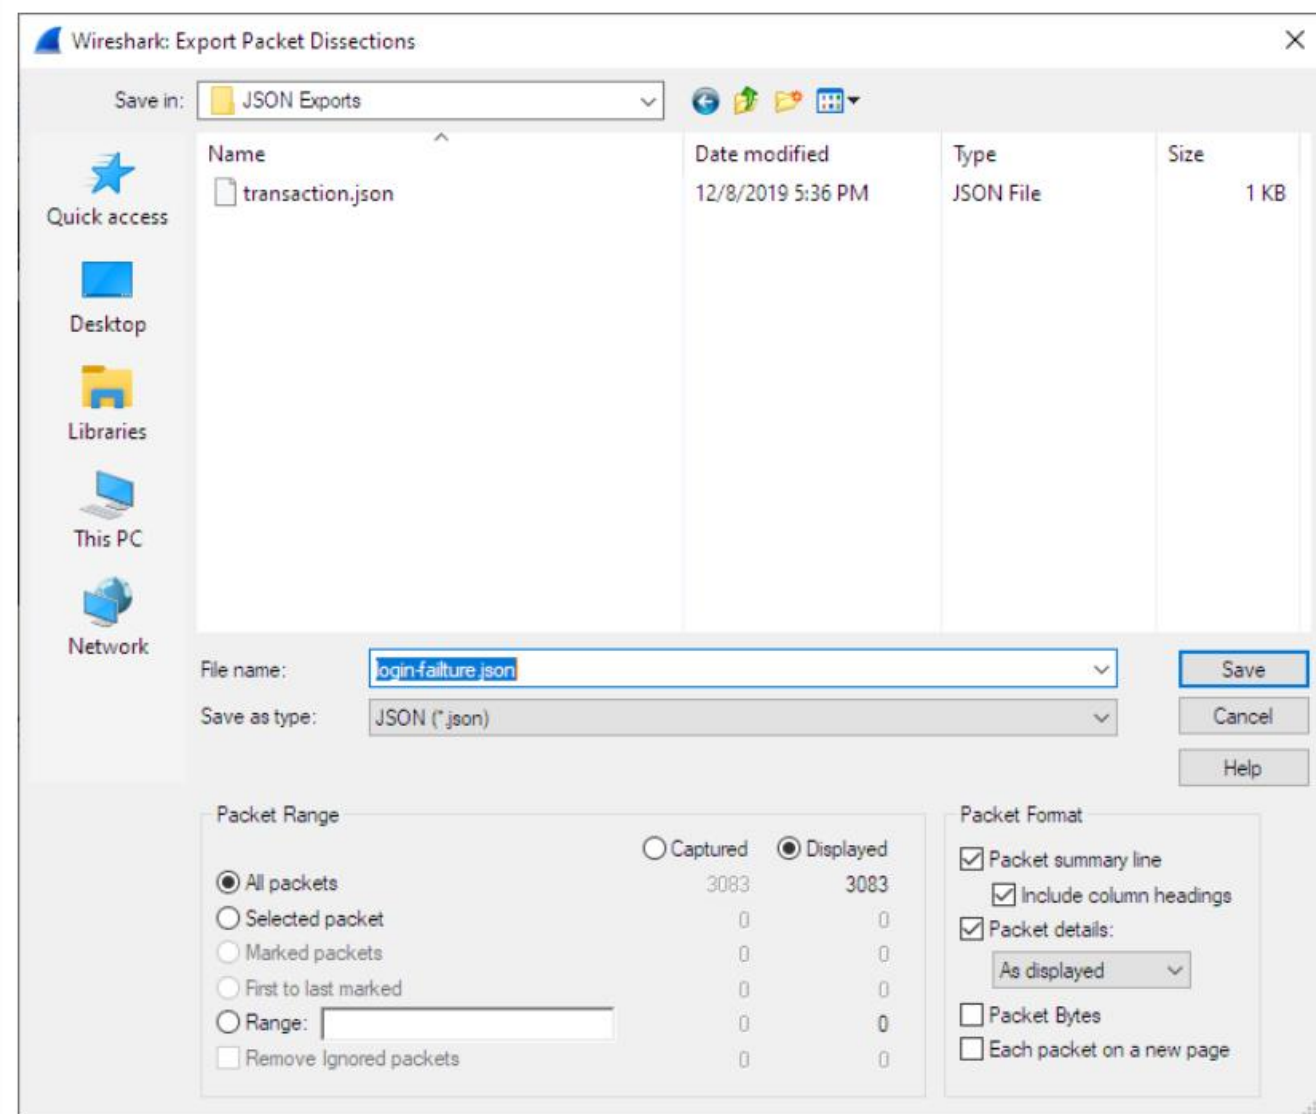 Wireshark: Export Packet Dissections
Save in: JSON Exports
Name Date modified Type Size
transaction.json 12/8/2019 5:36 PM JSON File 1 KB
Quick access
Desktop
Libraries
This PC
Network
File name: login-failture.json Save
Save as type: JSON (*.json) Cancel
Help
Packet Range
Captured Displayed
All packets 3083 3083
Selected packet 0 0
Marked packets 0 0
First to last marked 0 0
Range: 0 0
Remove Ignored packets 0 0
Packet Format
Packet summary line
Include column headings
Packet details:
As displayed
Packet Bytes
Each packet on a new page